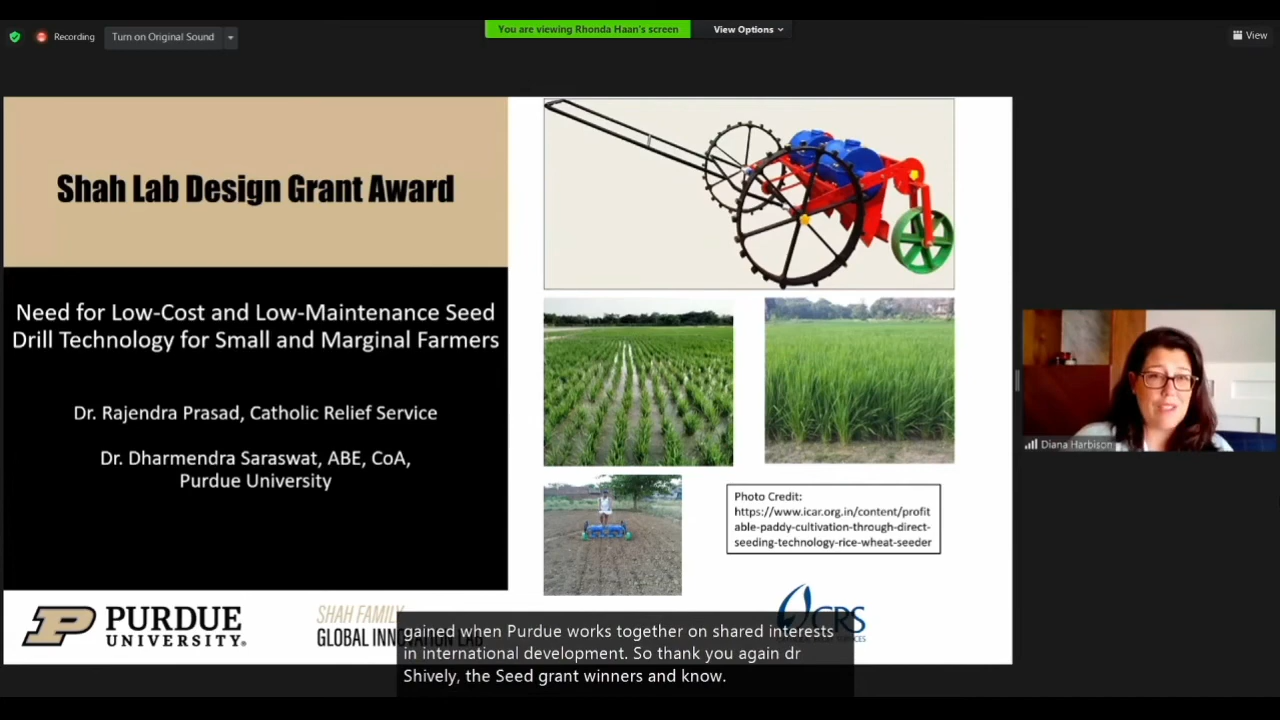 Recording
Turn on Original Sound
You are viewing Rhonda Haan's screen
View Options
View
Shah Lab Design Grant Award
Need for Low-Cost and Low-Maintenance Seed
Drill Technology for Small and Marginal Farmers
Dr. Rajendra Prasad, Catholic Relief Service
Dr. Dharmendra Saraswat, ABE, CoA,
Purdue University
Photo Credit:
https://www.icar.org.in/content/profit
able-paddy-cultivation-through-direct-
seeding-technology-rice-wheat-seeder
Diana Harbison
P PURDUE
UNIVERSITY.
SHAH FAMILY
GLOBAL INNOVATION LAB
CRS
gained when Purdue works together on shared interests
in international development. So thank you again dr
Shively, the Seed grant winners and know.